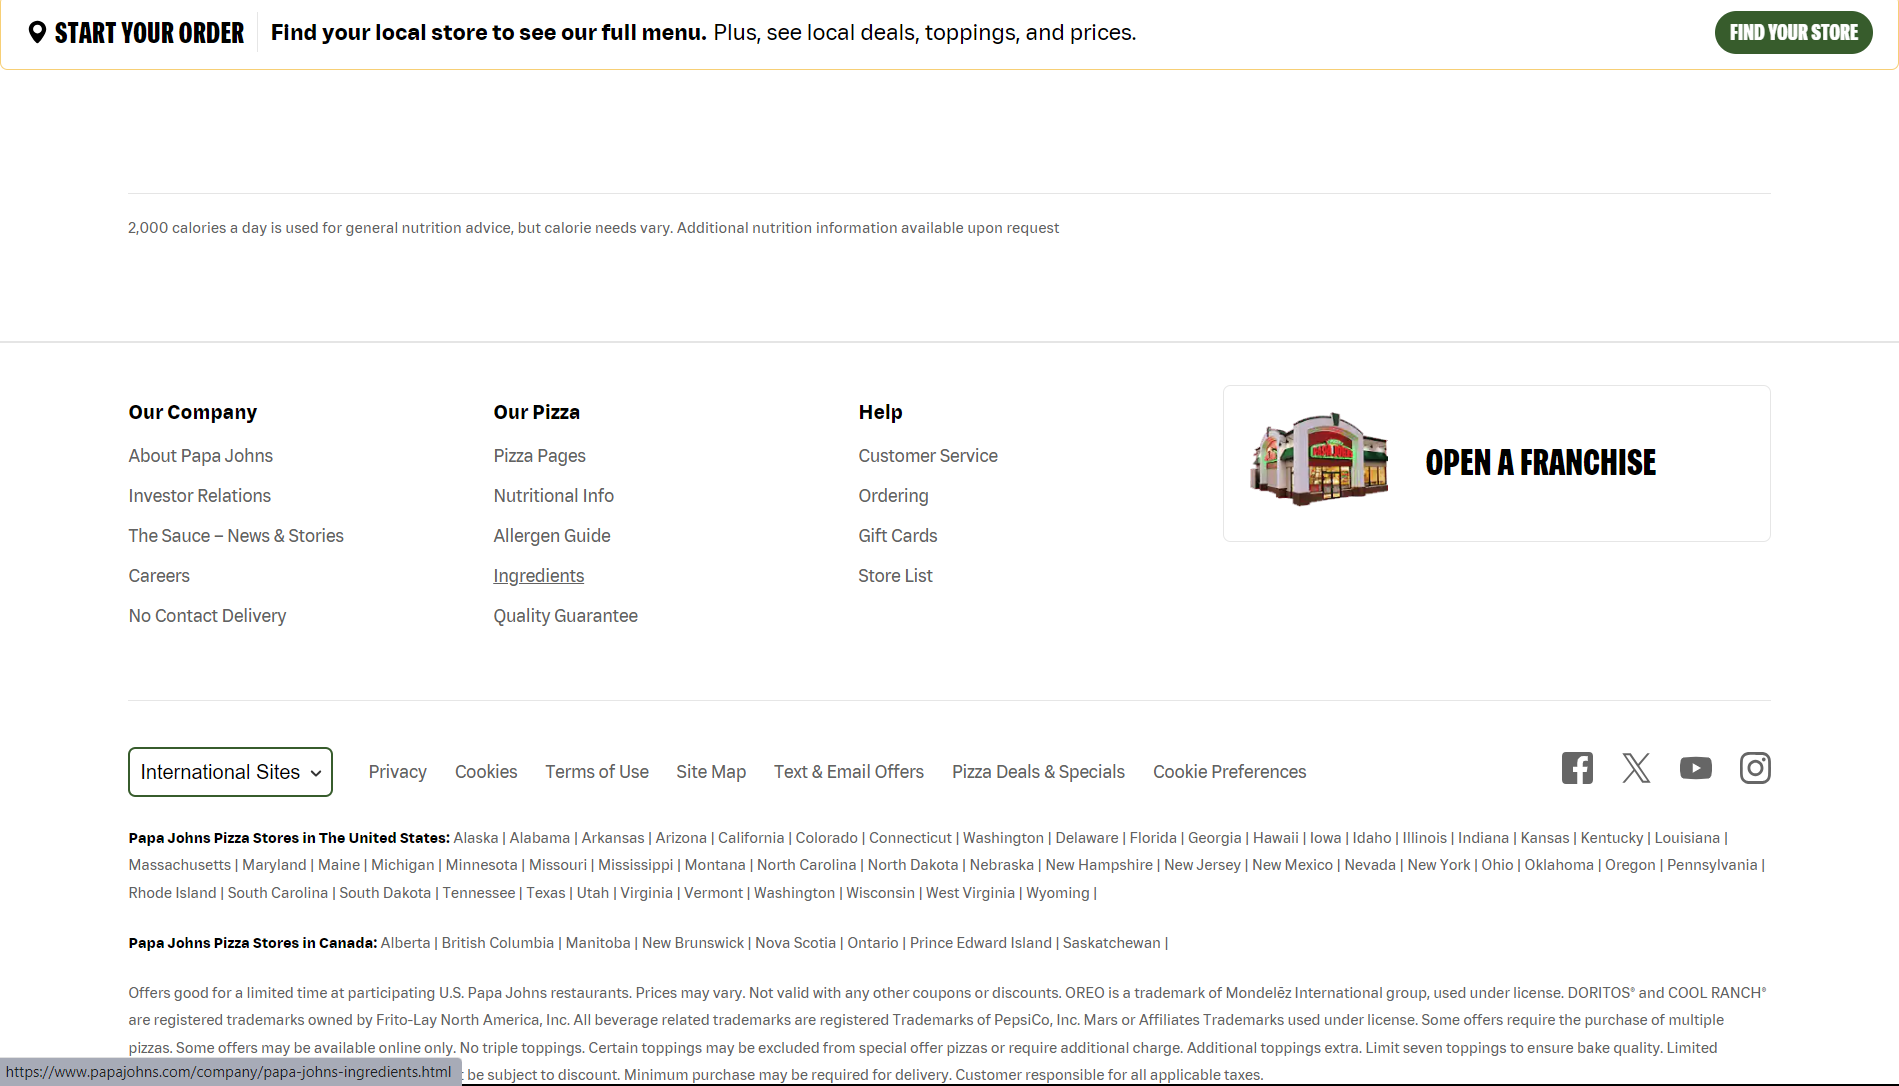 START YOUR ORDER
Find your local store to see our full menu. Plus, see local deals, toppings, and prices.
FIND YOUR STORE
2,000 calories a day is used for general nutrition advice, but calorie needs vary. Additional nutrition information available upon request
Our Company
About Papa Johns
Investor Relations
The Sauce – News & Stories
Careers
No Contact Delivery
Our Pizza
Pizza Pages
Nutritional Info
Allergen Guide
Ingredients
Quality Guarantee
Help
Customer Service
Ordering
Gift Cards
Store List
PAPA JOHNS
OPEN A FRANCHISE
International Sites
Privacy
Cookies
Terms of Use
Site Map
Text & Email Offers
Pizza Deals & Specials
Cookie Preferences
Papa Johns Pizza Stores in The United States: Alaska | Alabama | Arkansas | Arizona | California | Colorado | Connecticut | Washington | Delaware | Florida | Georgia | Hawaii | Iowa | Idaho | Illinois | Indiana | Kansas | Kentucky | Louisiana |
Massachusetts | Maryland | Maine | Michigan | Minnesota | Missouri | Mississippi | Montana | North Carolina | North Dakota | Nebraska | New Hampshire | New Jersey | New Mexico | Nevada | New York | Ohio | Oklahoma | Oregon | Pennsylvania |
Rhode Island | South Carolina | South Dakota | Tennessee | Texas | Utah | Virginia | Vermont | Washington | Wisconsin | West Virginia | Wyoming |
Papa Johns Pizza Stores in Canada: Alberta | British Columbia | Manitoba | New Brunswick | Nova Scotia | Ontario | Prince Edward Island | Saskatchewan |
Offers good for a limited time at participating U.S. Papa Johns restaurants. Prices may vary. Not valid with any other coupons or discounts. OREO is a trademark of Mondelēz International group, used under license. DORITOS® and COOL RANCH®
are registered trademarks owned by Frito-Lay North America, Inc. All beverage related trademarks are registered Trademarks of PepsiCo, Inc. Mars or Affiliates Trademarks used under license. Some offers require the purchase of multiple
pizzas. Some offers may be available online only. No triple toppings. Certain toppings may be excluded from special offer pizzas or require additional charge. Additional toppings extra. Limit seven toppings to ensure bake quality. Limited
be subject to discount. Minimum purchase may be required for delivery. Customer responsible for all applicable taxes.
https://www.papajohns.com/company/papa-johns-ingredients.html